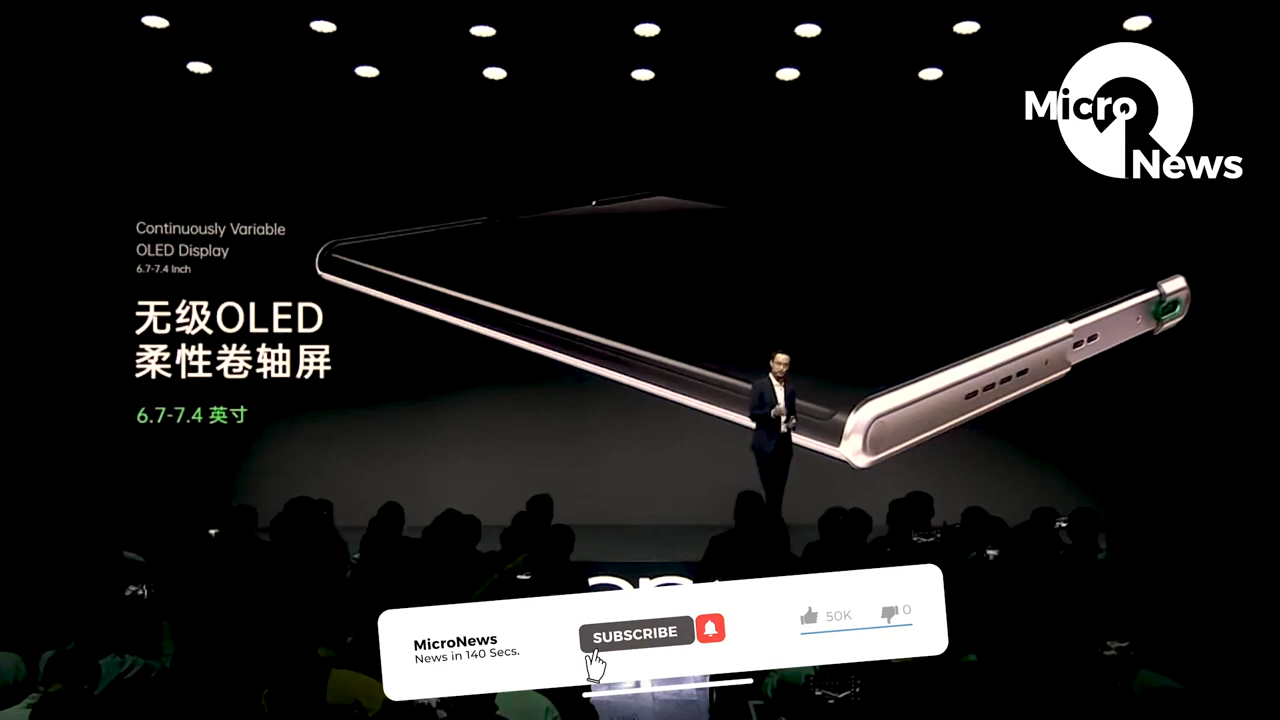 Micro
News
Continuously Variable
OLED Display
6.7-7.4 Inch
无级OLED
柔性卷轴屏
6.7-7.4 英寸
MicroNews
News in 140 Secs.
SUBSCRIBE
50K
0